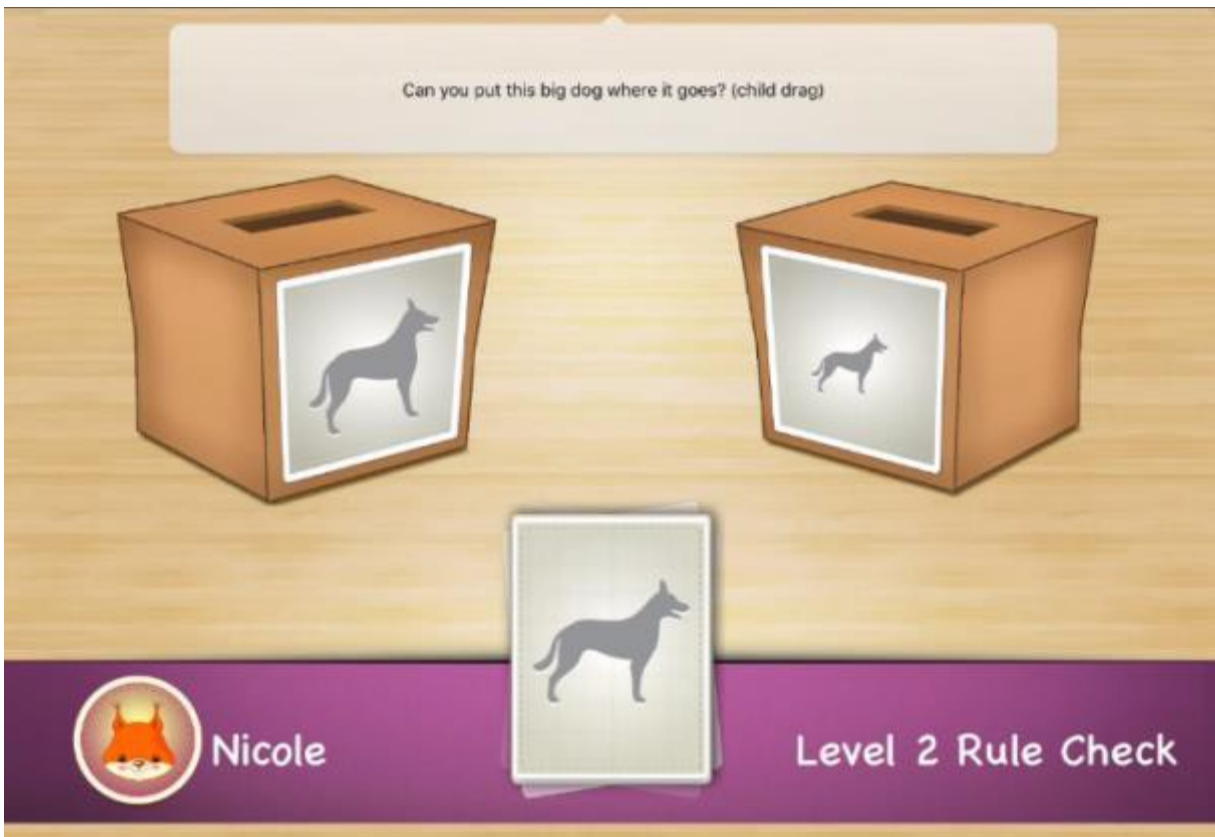 Can you put this big dog where it goes? (child drag)
Nicole
Level 2 Rule Check